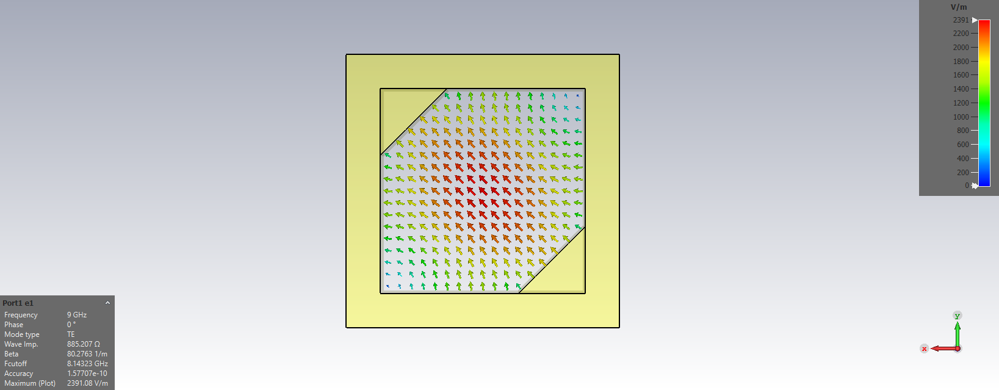 V/m
2391
2200
2000
1800
1600
1400
1200
1000
800
600
400
200
0
Port1 e1
Frequency 9 GHz
Phase 0 °
Mode type TE
Wave Imp. 885.207 Ω
Beta 80.2763 1/m
Fcutoff 8.14323 GHz
Accuracy 1.57707e-10
Maximum (Plot) 2391.08 V/m
y
x